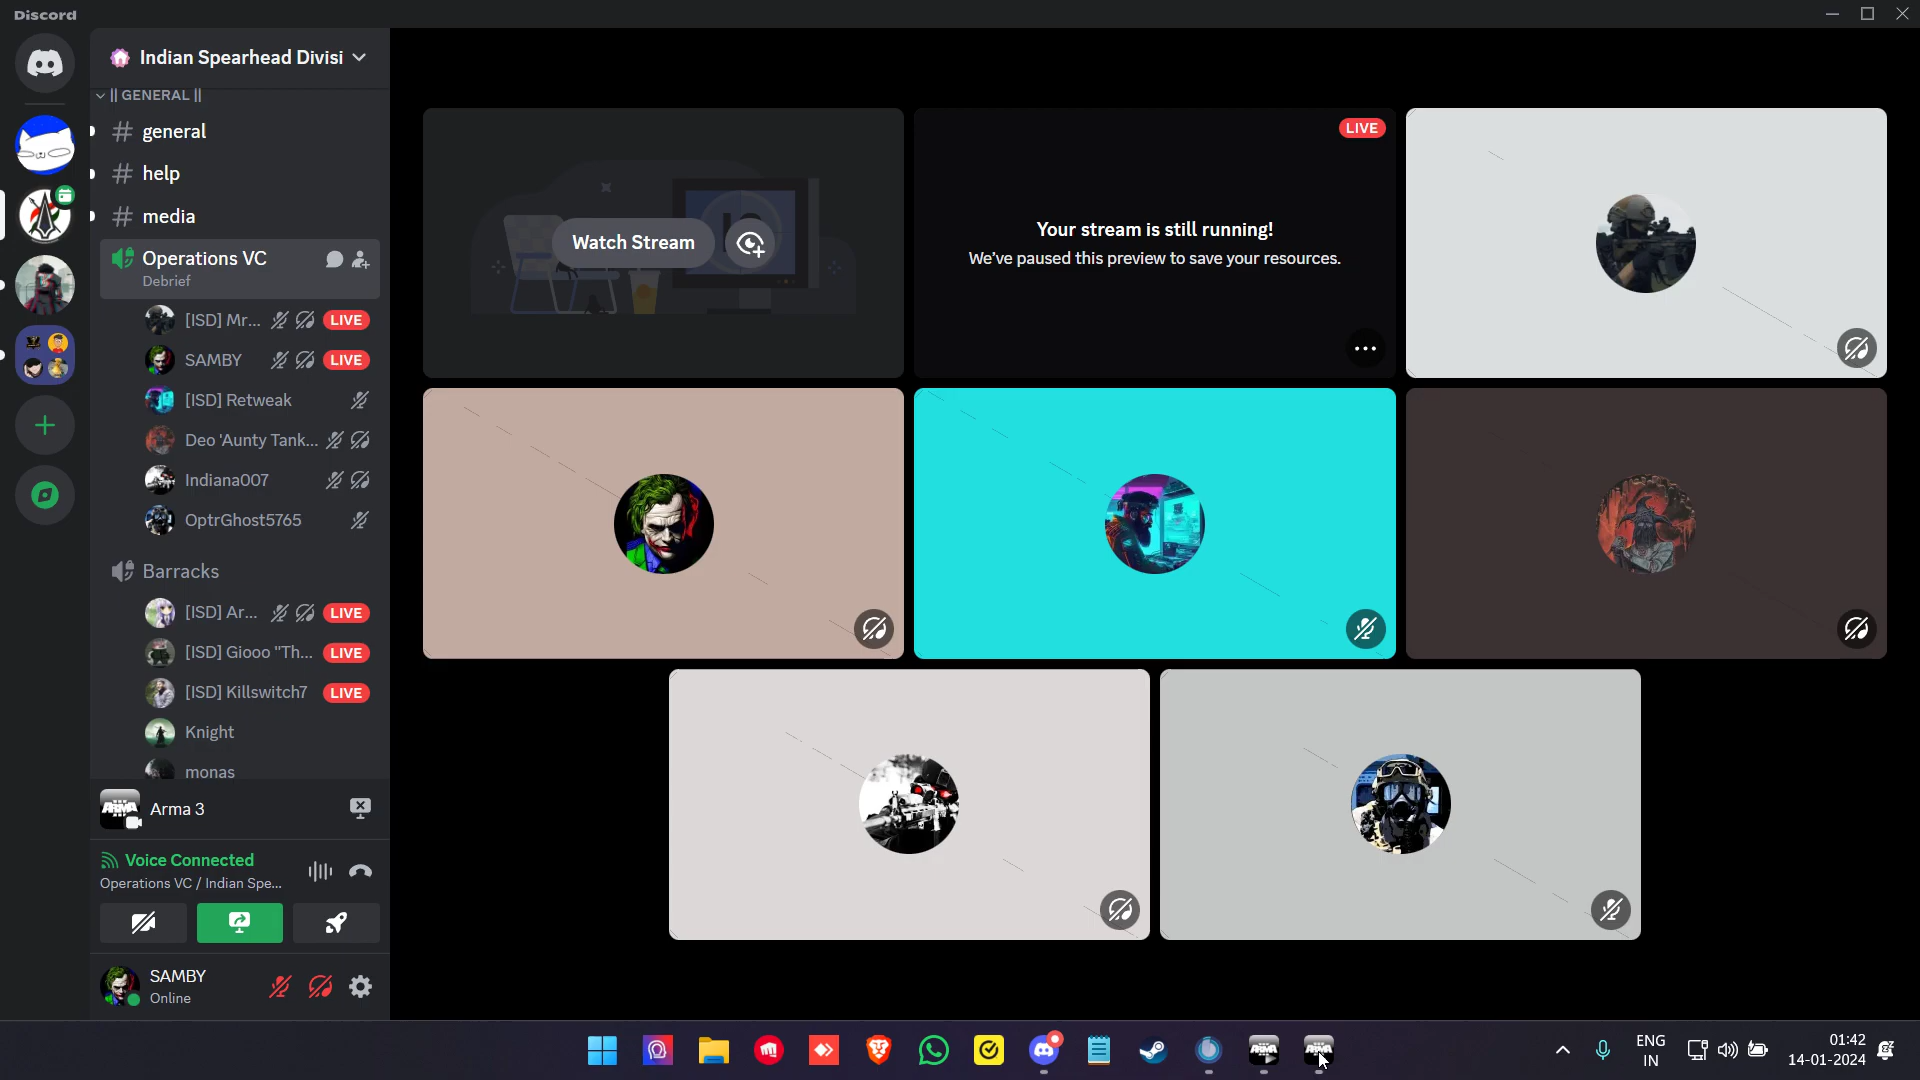 Discord
Indian Spearhead Divisi
|| GENERAL ||
general
help
media
Operations VC
Debrief
[ISD] Mr... LIVE
SAMBY LIVE
[ISD] Retweak
Deo 'Aunty Tank...
Indiana007
OptrGhost5765
Barracks
[ISD] Ar... LIVE
[ISD] Giooo "Th... LIVE
[ISD] Killswitch7 LIVE
Knight
monas
Arma 3
Voice Connected
Operations VC / Indian Spe...
SAMBY
Online
Watch Stream
LIVE
Your stream is still running!
We've paused this preview to save your resources.
ARMA
ARMA
ARMA
ENG
IN
01:42
14-01-2024